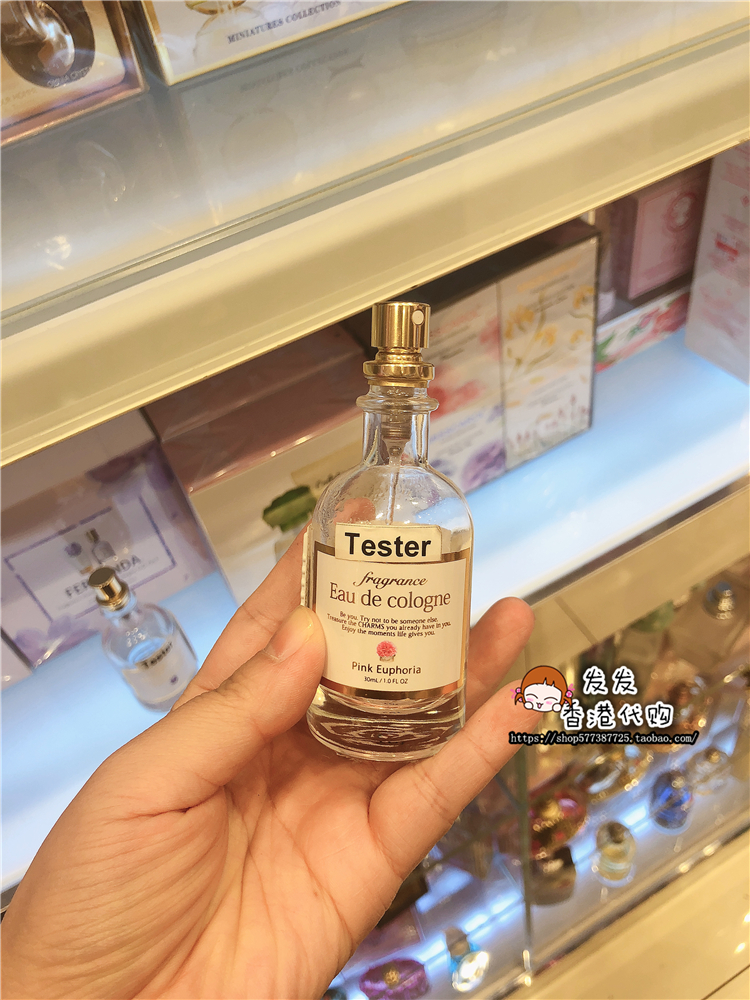 MINIATURES COLLECTION
Tester
fragrance
Eau de cologne
Be you. Try not to be someone else.
Treasure the CHARMS you already have in you.
Enjoy the moments life gives you.
Pink Euphoria
30mL / 1.0 FL OZ
Tester
发发
香港代购
https://shop577387725.taobao.com/